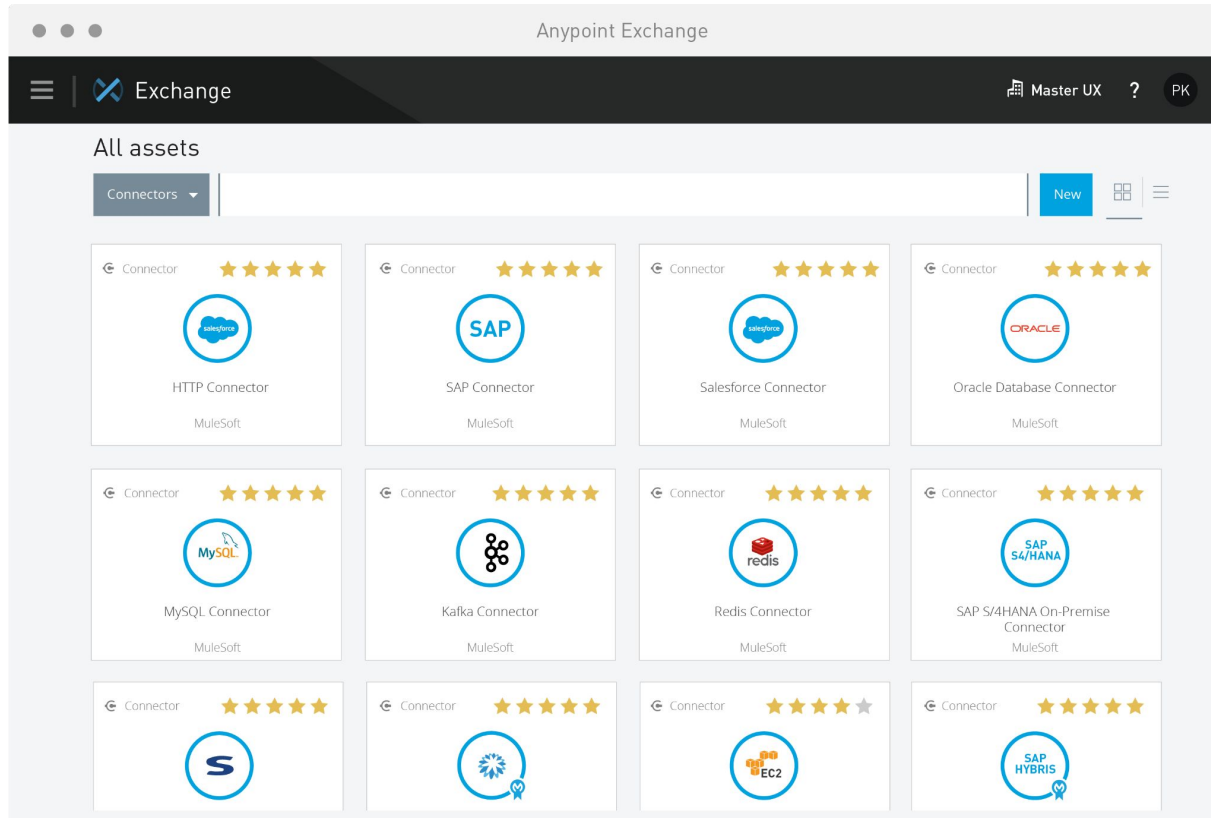 Anypoint Exchange
Exchange
Master UX ? PK
All assets
Connectors
New
Connector
salesforce
HTTP Connector
MuleSoft
Connector
SAP
SAP Connector
MuleSoft
Connector
salesforce
Salesforce Connector
MuleSoft
Connector
ORACLE
Oracle Database Connector
MuleSoft
Connector
MySQL
MySQL Connector
MuleSoft
Connector
Kafka Connector
MuleSoft
Connector
redis
Redis Connector
MuleSoft
Connector
SAP
S4/HANA
SAP S/4HANA On-Premise
Connector
MuleSoft
Connector
S
Connector
Connector
EC2
Connector
SAP
HYBRIS